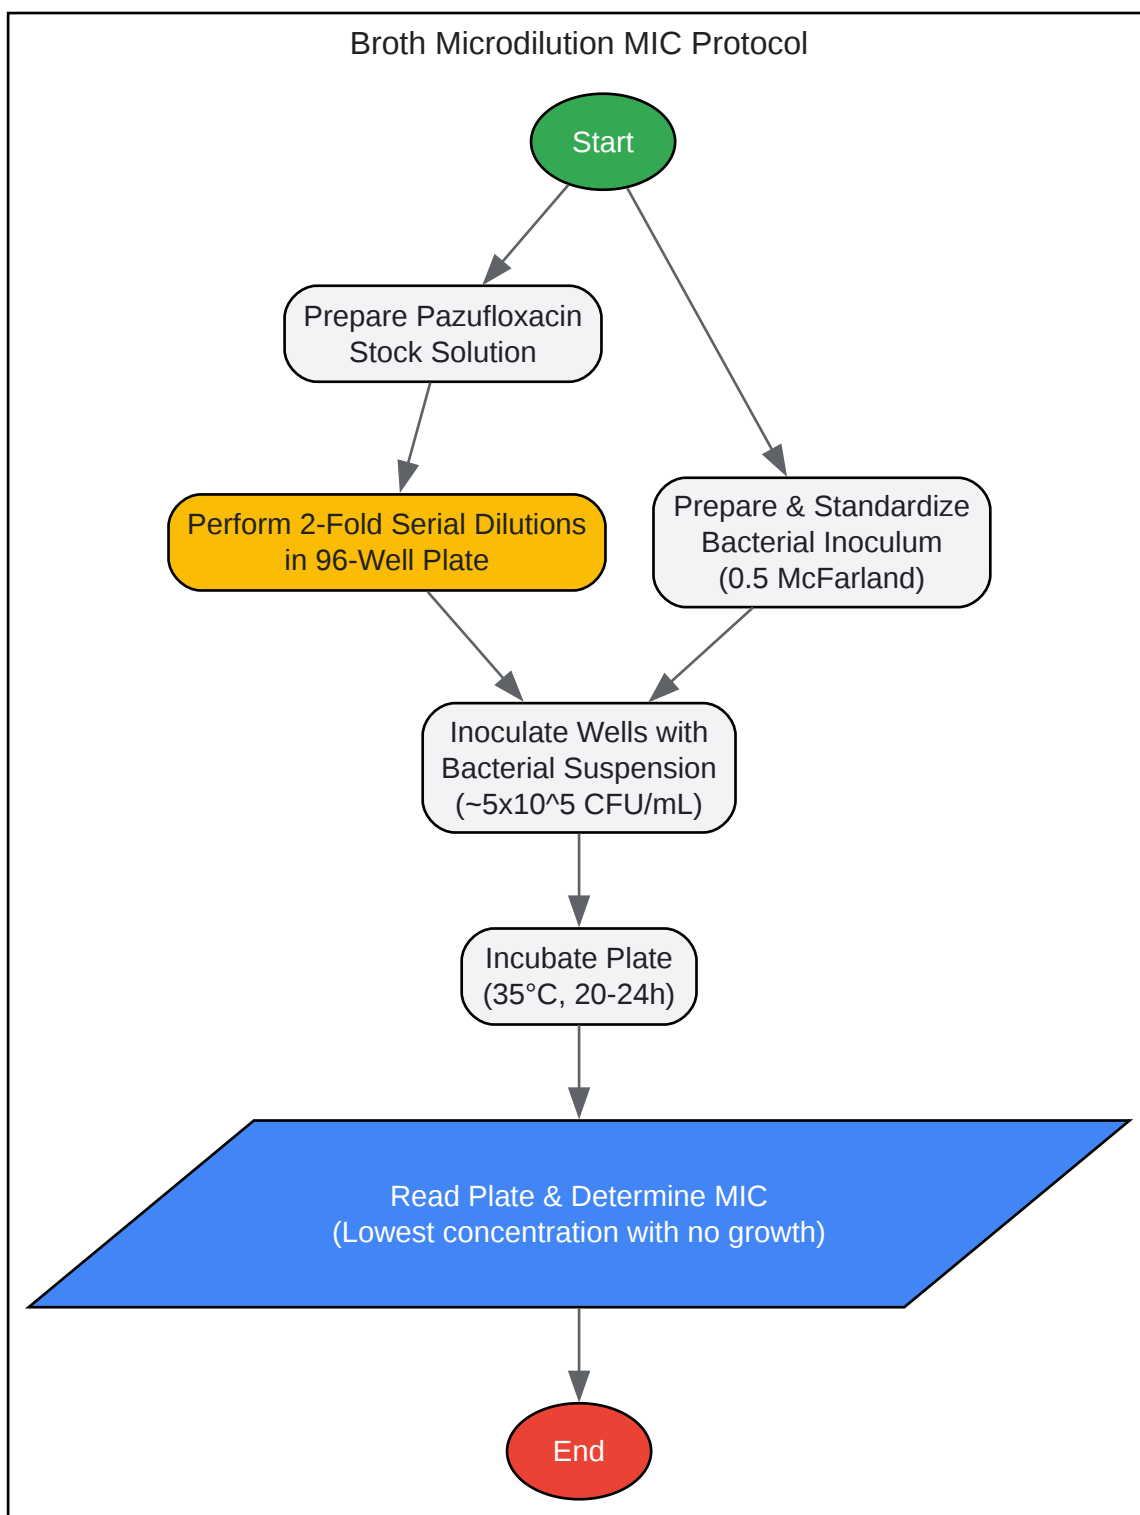 Broth Microdilution MIC Protocol
Start
Prepare Pazufloxacin
Stock Solution
Perform 2-Fold Serial Dilutions
in 96-Well Plate
Prepare & Standardize
Bacterial Inoculum
(0.5 McFarland)
Inoculate Wells with
Bacterial Suspension
(~5x10^5 CFU/mL)
Incubate Plate
(35°C, 20-24h)
Read Plate & Determine MIC
(Lowest concentration with no growth)
End